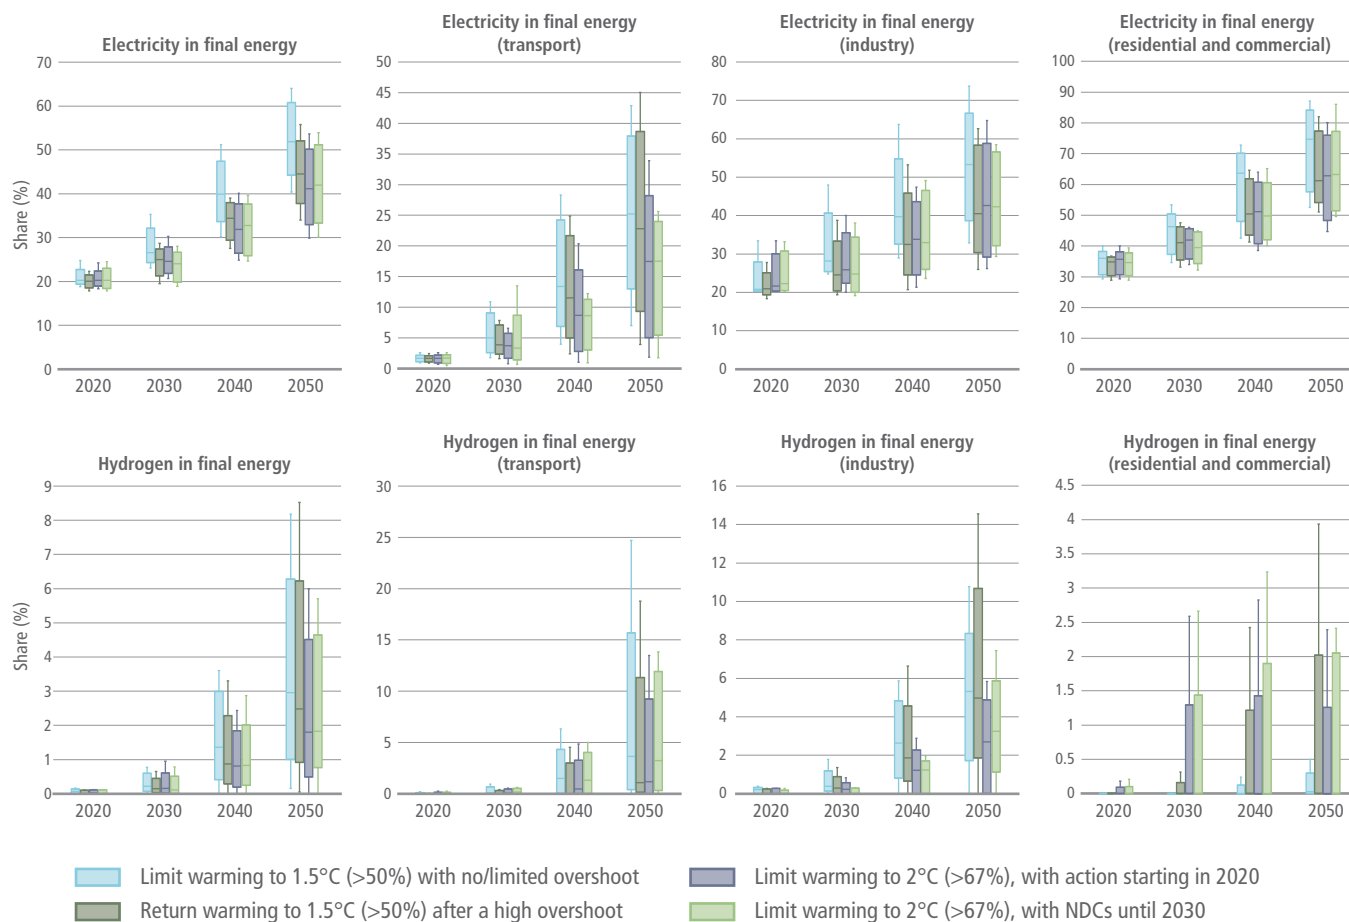 Electricity in final energy
Electricity in final energy
(transport)
Electricity in final energy
(industry)
Electricity in final energy
(residential and commercial)
Share (%)
70
60
50
40
30
20
10
0
2020 2030 2040 2050
50
45
40
35
30
25
20
15
10
5
0
2020 2030 2040 2050
80
70
60
50
40
30
20
10
0
2020 2030 2040 2050
100
90
80
70
60
50
40
30
20
10
0
2020 2030 2040 2050
Hydrogen in final energy
Hydrogen in final energy
(transport)
Hydrogen in final energy
(industry)
Hydrogen in final energy
(residential and commercial)
Share (%)
9
8
7
6
5
4
3
2
1
0
2020 2030 2040 2050
30
25
20
15
10
5
0
2020 2030 2040 2050
16
14
12
10
8
6
4
2
0
2020 2030 2040 2050
4.5
4
3.5
3
2.5
2
1.5
1
0.5
0
2020 2030 2040 2050
Limit warming to 1.5°C (>50%) with no/limited overshoot
Return warming to 1.5°C (>50%) after a high overshoot
Limit warming to 2°C (>67%), with action starting in 2020
Limit warming to 2°C (>67%), with NDCs until 2030